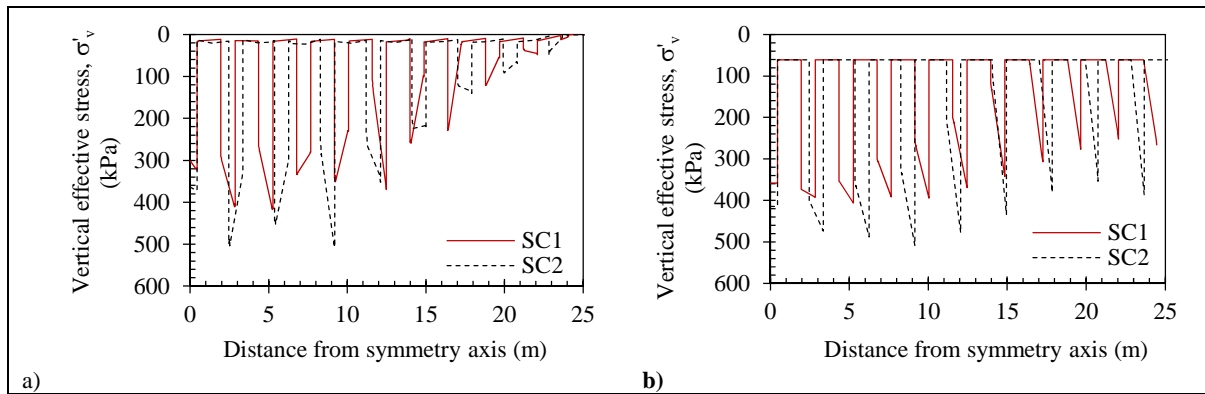 Vertical effective stress, σ'v
(kPa)
0
100
200
300
400
500
600
0 5 10 15 20 25
SC1
SC2
Distance from symmetry axis (m)
a)
Vertical effective stress, σ'v
(kPa)
0
100
200
300
400
500
600
0 5 10 15 20 25
SC1
SC2
Distance from symmetry axis (m)
b)